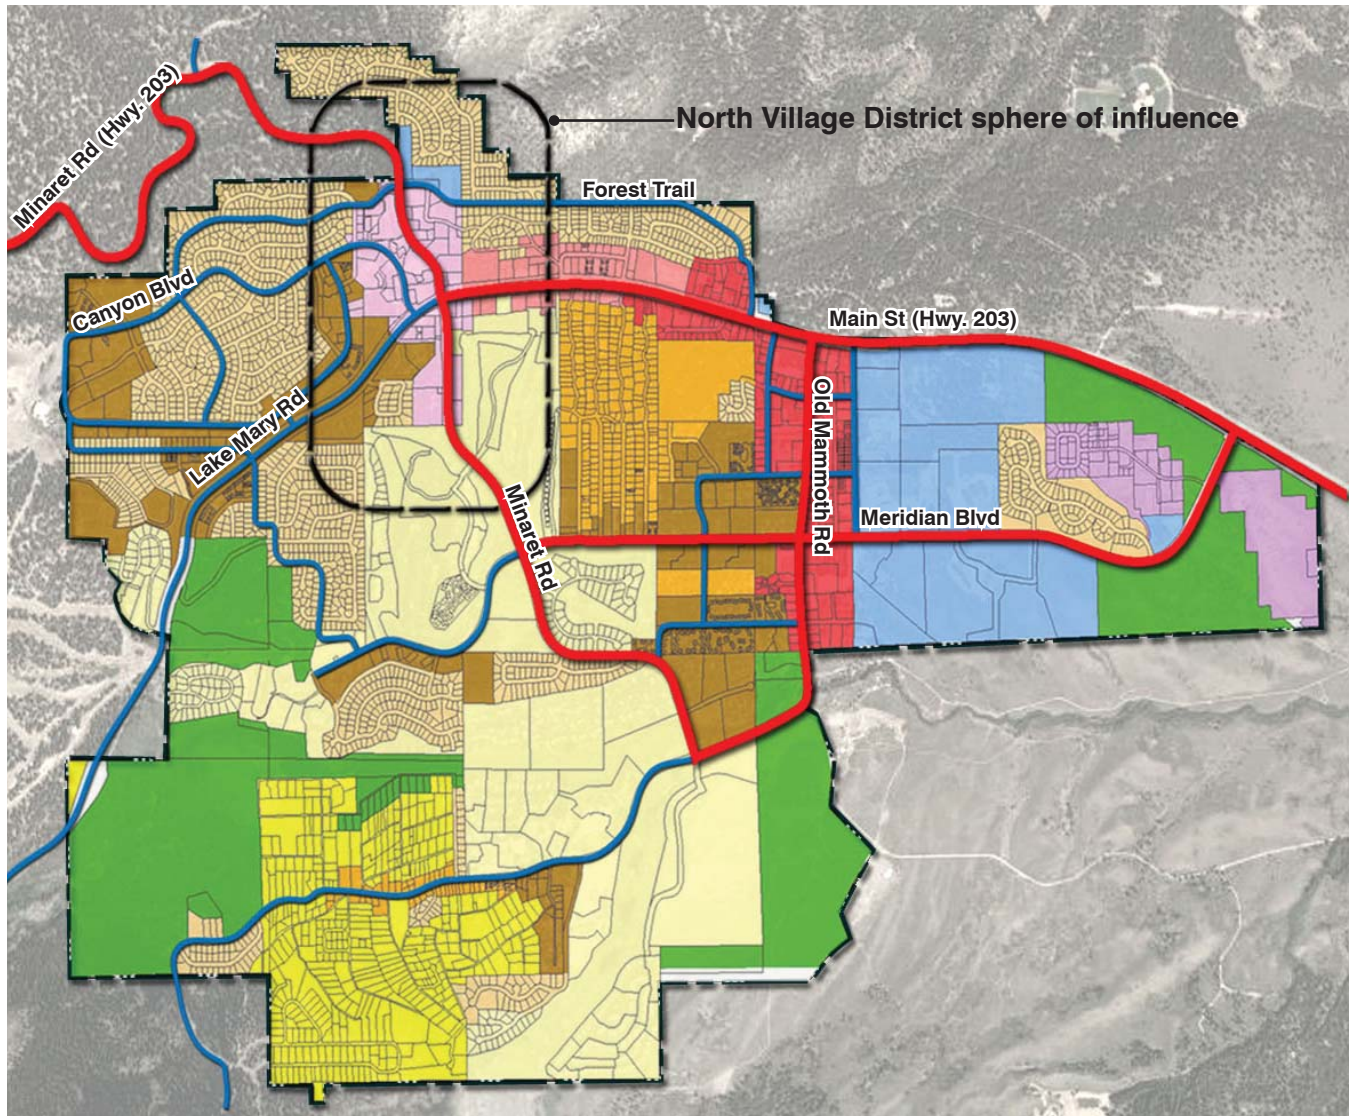 Minaret Rd (Hwy. 203)
North Village District sphere of influence
Forest Trail
Canyon Blvd
Main St (Hwy. 203)
Lake Mary Rd
Old Mammoth Rd
Minaret Rd
Meridian Blvd